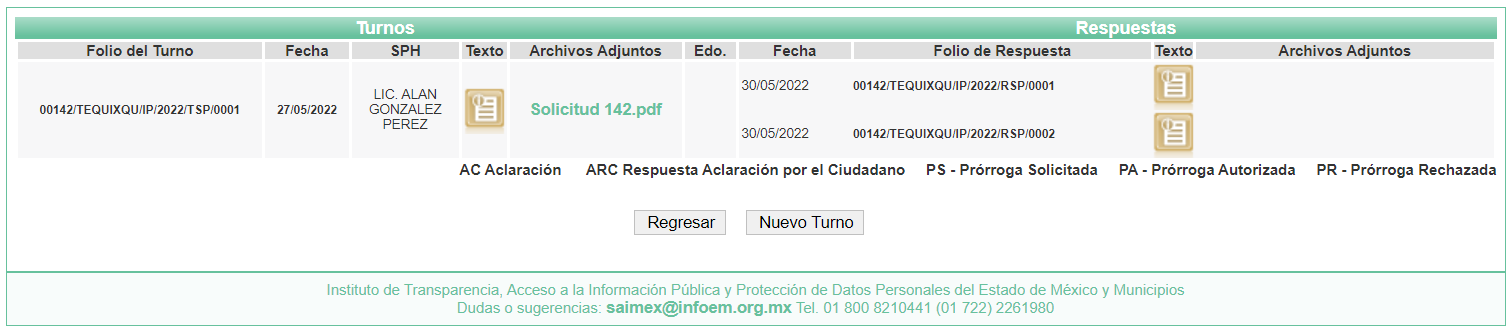 Turnos Respuestas
Folio del Turno Fecha SPH Texto Archivos Adjuntos Edo. Fecha Folio de Respuesta Texto Archivos Adjuntos
00142/TEQUIXQU/IP/2022/TSP/0001 27/05/2022 LIC. ALAN GONZALEZ PEREZ Solicitud 142.pdf
30/05/2022 00142/TEQUIXQU/IP/2022/RSP/0001
30/05/2022 00142/TEQUIXQU/IP/2022/RSP/0002
AC Aclaración ARC Respuesta Aclaración por el Ciudadano PS - Prórroga Solicitada PA - Prórroga Autorizada PR - Prórroga Rechazada
Regresar Nuevo Turno
Instituto de Transparencia, Acceso a la Información Pública y Protección de Datos Personales del Estado de México y Municipios
Dudas o sugerencias: saimex@infoem.org.mx Tel. 01 800 8210441 (01 722) 2261980